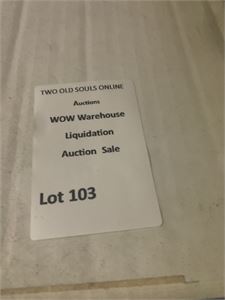 TWO OLD SOULS ONLINE
Auctions
WOW Warehouse
Liquidation
Auction Sale
Lot 103